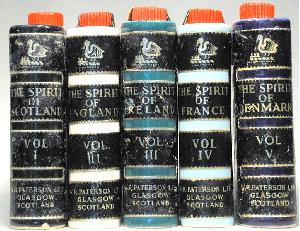 THE SPIRIT
OF
SCOTLAND
VOL
I
W.R.PATERSON LTD
GLASGOW
SCOTLAND
THE SPIRIT
OF
ENGLAND
VOL
II
W.R.PATERSON LTD
GLASGOW
SCOTLAND
THE SPIRIT
OF
IRELAND
VOL
III
W.R.PATERSON LTD
GLASGOW
SCOTLAND
THE SPIRIT
OF
FRANCE
VOL
IV
W.R.PATERSON LTD
GLASGOW
SCOTLAND
THE SPIRIT
OF
DENMARK
VOL
V
W.R.PATERSON LTD
GLASGOW
SCOTLAND